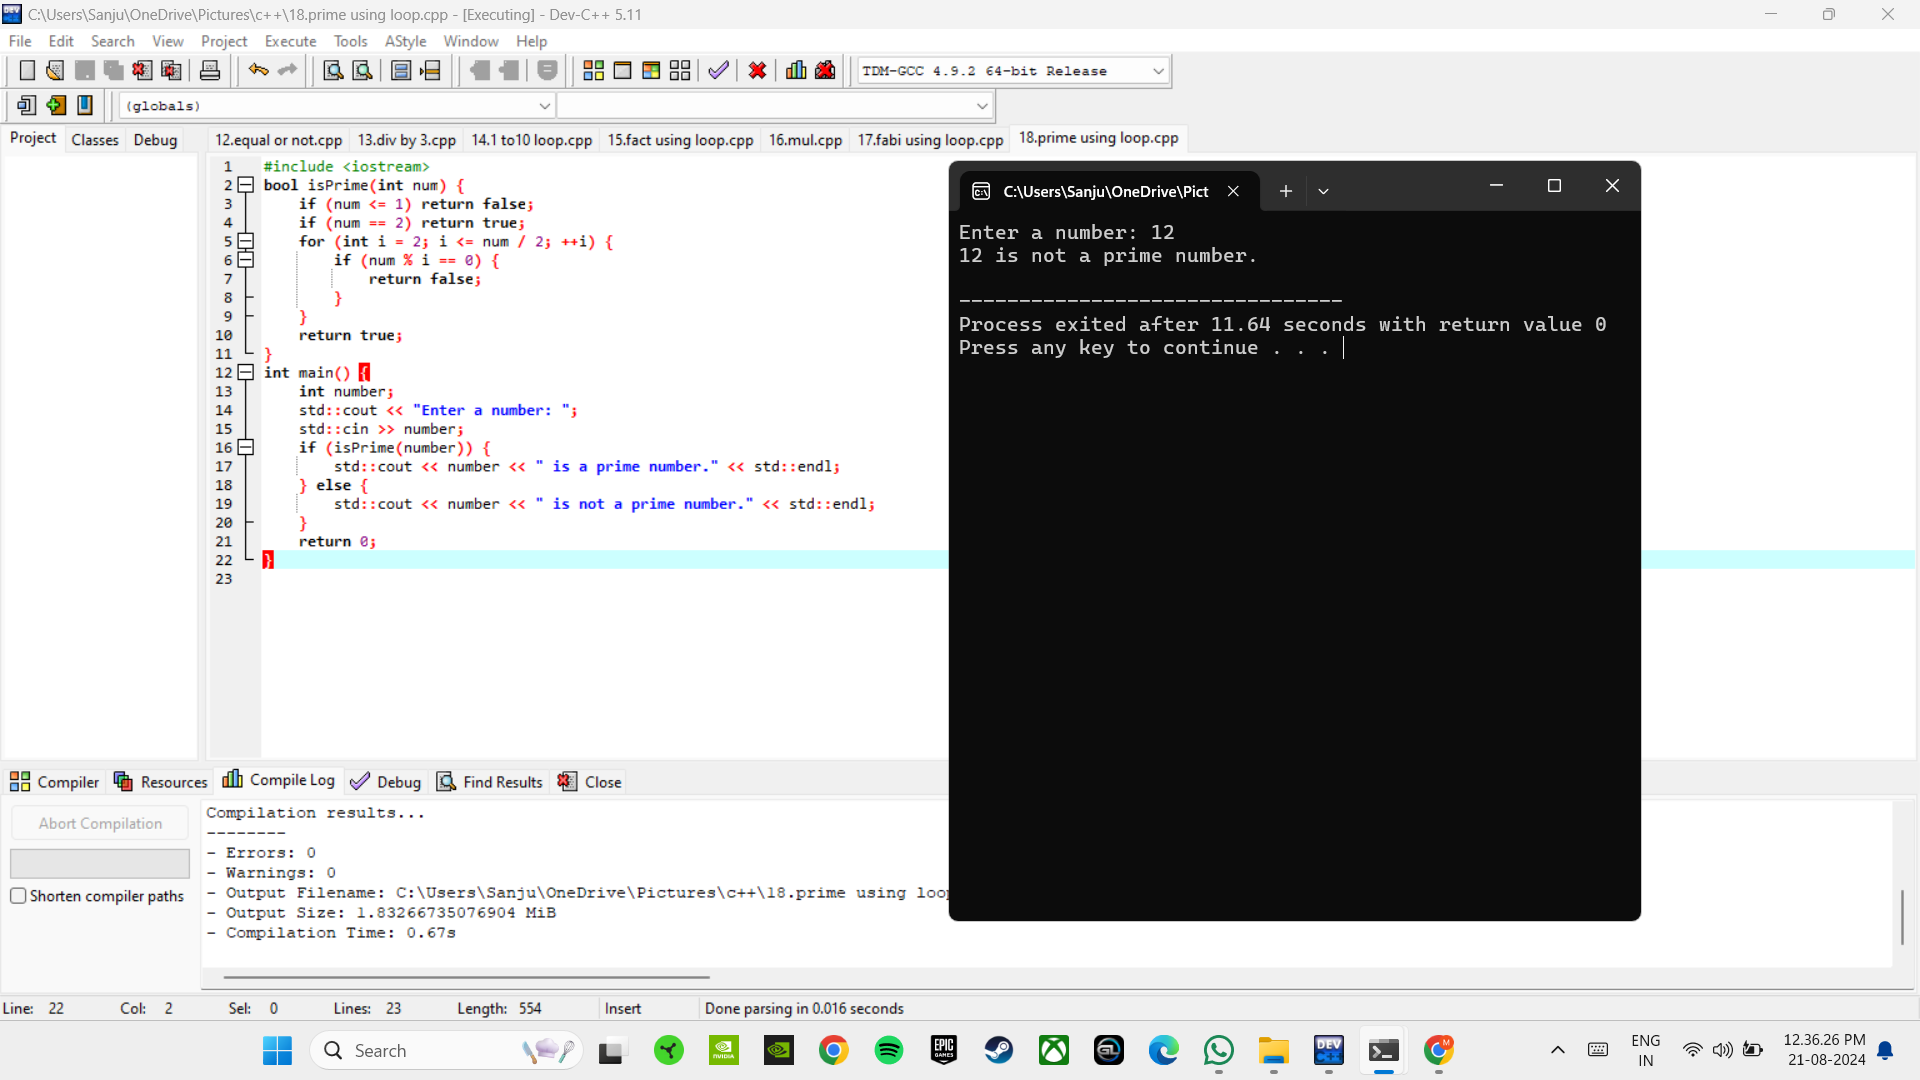 C:\Users\Sanju\OneDrive\Pictures\c++\18.prime using loop.cpp - [Executing] - Dev-C++ 5.11
File Edit Search View Project Execute Tools AStyle Window Help
TDM-GCC 4.9.2 64-bit Release
(globals)
Project Classes Debug
12.equal or not.cpp 13.div by 3.cpp 14.1 to10 loop.cpp 15.fact using loop.cpp 16.mul.cpp 17.fabi using loop.cpp 18.prime using loop.cpp
1 #include <iostream>
2 bool isPrime(int num) {
3 if (num <= 1) return false;
4 if (num == 2) return true;
5 for (int i = 2; i <= num / 2; ++i) {
6 if (num % i == 0) {
7 return false;
8 }
9 }
10 return true;
11 }
12 int main() {
13 int number;
14 std::cout << "Enter a number: ";
15 std::cin >> number;
16 if (isPrime(number)) {
17 std::cout << number << " is a prime number." << std::endl;
18 } else {
19 std::cout << number << " is not a prime number." << std::endl;
20 }
21 return 0;
22 }
23
C:\Users\Sanju\OneDrive\Pict
Enter a number: 12
12 is not a prime number.
--------------------------------
Process exited after 11.64 seconds with return value 0
Press any key to continue . . .
Compiler Resources Compile Log Debug Find Results Close
Abort Compilation
Shorten compiler paths
Compilation results...
--------
- Errors: 0
- Warnings: 0
- Output Filename: C:\Users\Sanju\OneDrive\Pictures\c++\18.prime using loo
- Output Size: 1.83266735076904 MiB
- Compilation Time: 0.67s
Line: 22 Col: 2 Sel: 0 Lines: 23 Length: 554 Insert Done parsing in 0.016 seconds
Search
NVIDIA
EPIC GAMES
GL
DEV C++
M
ENG
IN
12.36.26 PM
21-08-2024